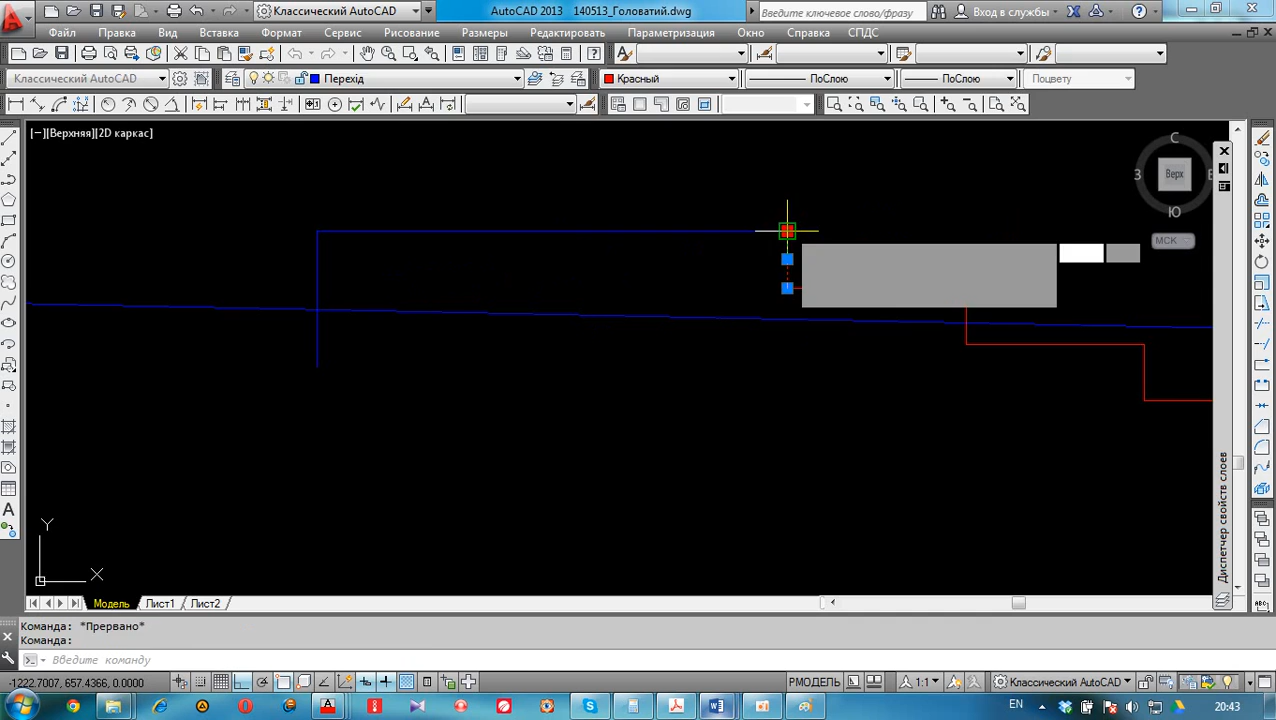 AutoCAD 2013 140513_Головатий.dwg
Классический AutoCAD
Введите ключевое слово/фразу
Вход в службы
Файл Правка Вид Вставка Формат Сервис Рисование Размеры Редактировать Параметризация Окно Справка СПДС
Классический AutoCAD
Перехід
Красный
ПоСлою
ПоСлою
Поцвету
[−][Верхняя][2D каркас]
С
З
Верх
В
Ю
МСК
Диспетчер свойств слоев
Y
X
Модель Лист1 Лист2
Команда: *Прервано*
Команда:
Введите команду
-1222.7007, 657.4366, 0.0000
РМОДЕЛЬ
1:1
Классический AutoCAD
EN
20:43